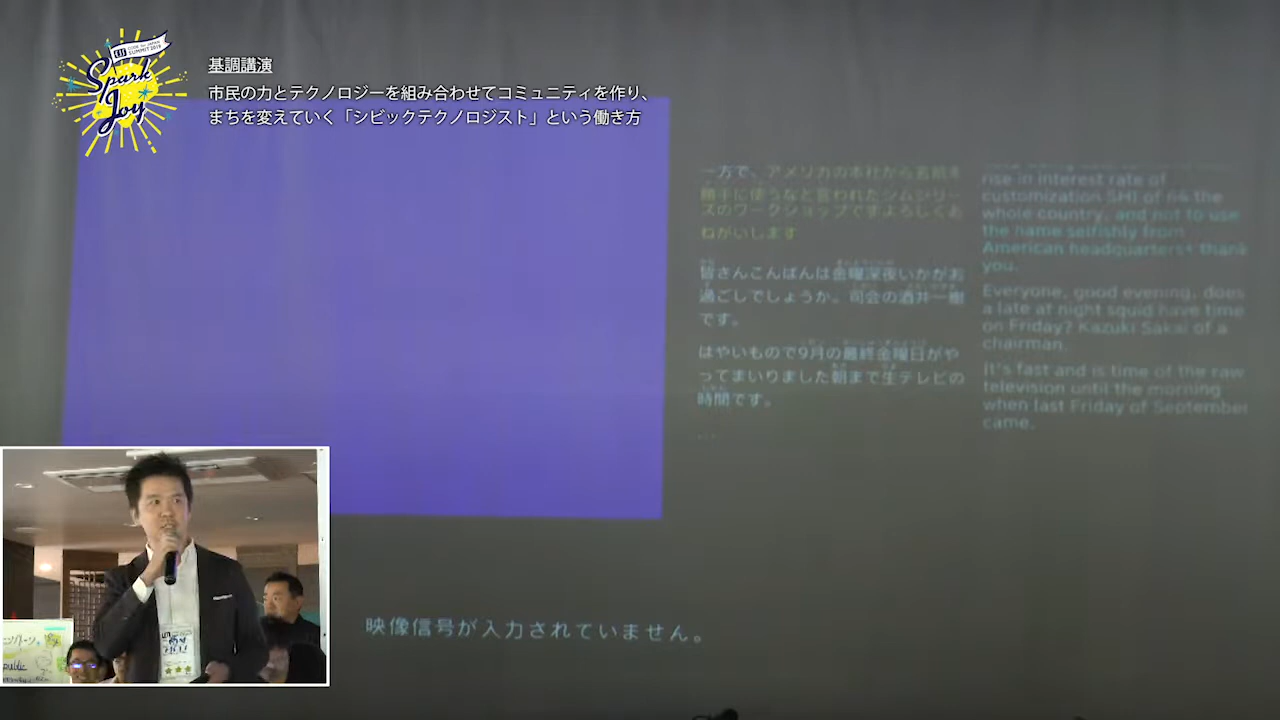 CODE for JAPAN
SUMMIT 2019
Spark
Joy
基調講演
市民の力とテクノロジーを組み合わせてコミュニティを作り、
まちを変えていく「シビックテクノロジスト」という働き方
一方で、アメリカの本社から名前を
勝手に使うなと言われたシムシリー
ズのワークショップですよろしくお
ねがいします
皆さんこんばんは金曜深夜いかがお
過ごしでしょうか。司会の酒井一樹
です。
はやいもので9月の最終金曜日がや
ってまいりました朝まで生テレビの
時間です。
rise in interest rate of
customization SHI of the
whole country, and not to use
the name selfishly from
American headquarters+ thank
you.
Everyone, good evening, does
a late at night squid have time
on Friday? Kazuki Sakai of a
chairman.
It's fast and is time of the raw
television until the morning
when last Friday of September
came.
映像信号が入力されていません。
public